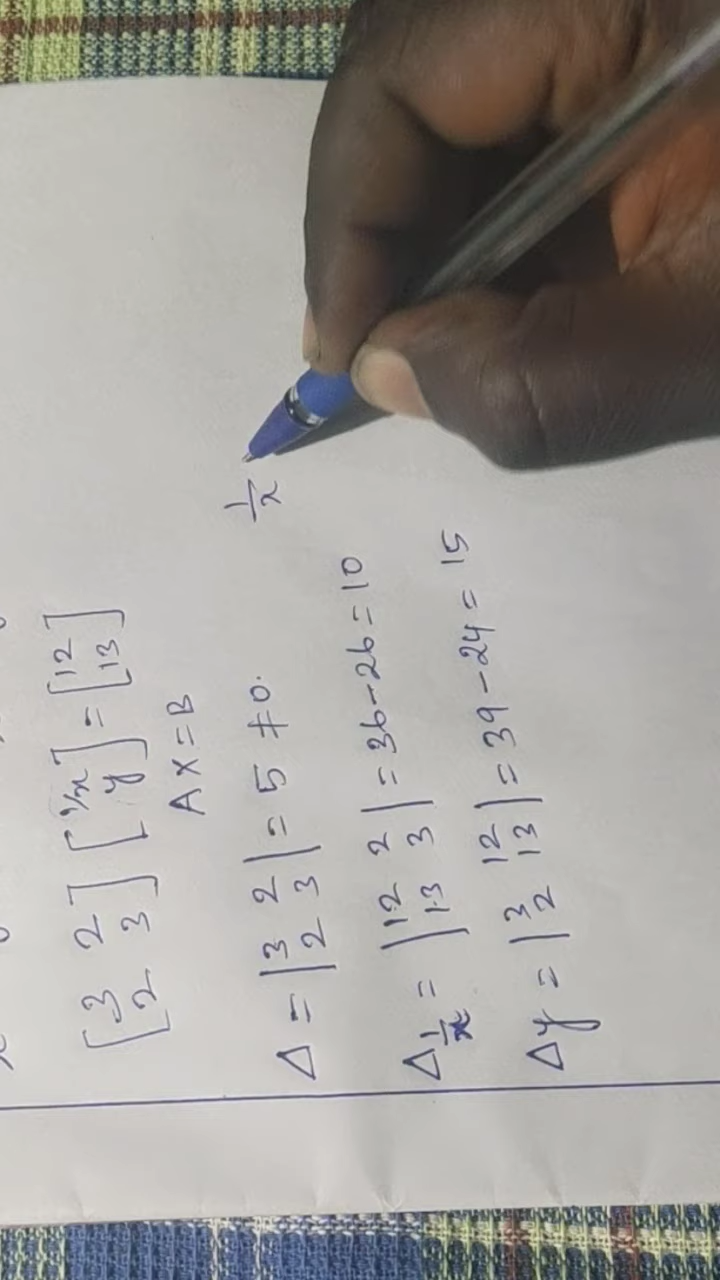 [3 2 2 3] [1/x y] = [12 13]
AX = B
Δ = |3 2 2 3| = 5 ≠ 0.
Δ1/x = |12 2 13 3| = 36 - 26 = 10
Δy = |3 12 2 13| = 39 - 24 = 15
1/x